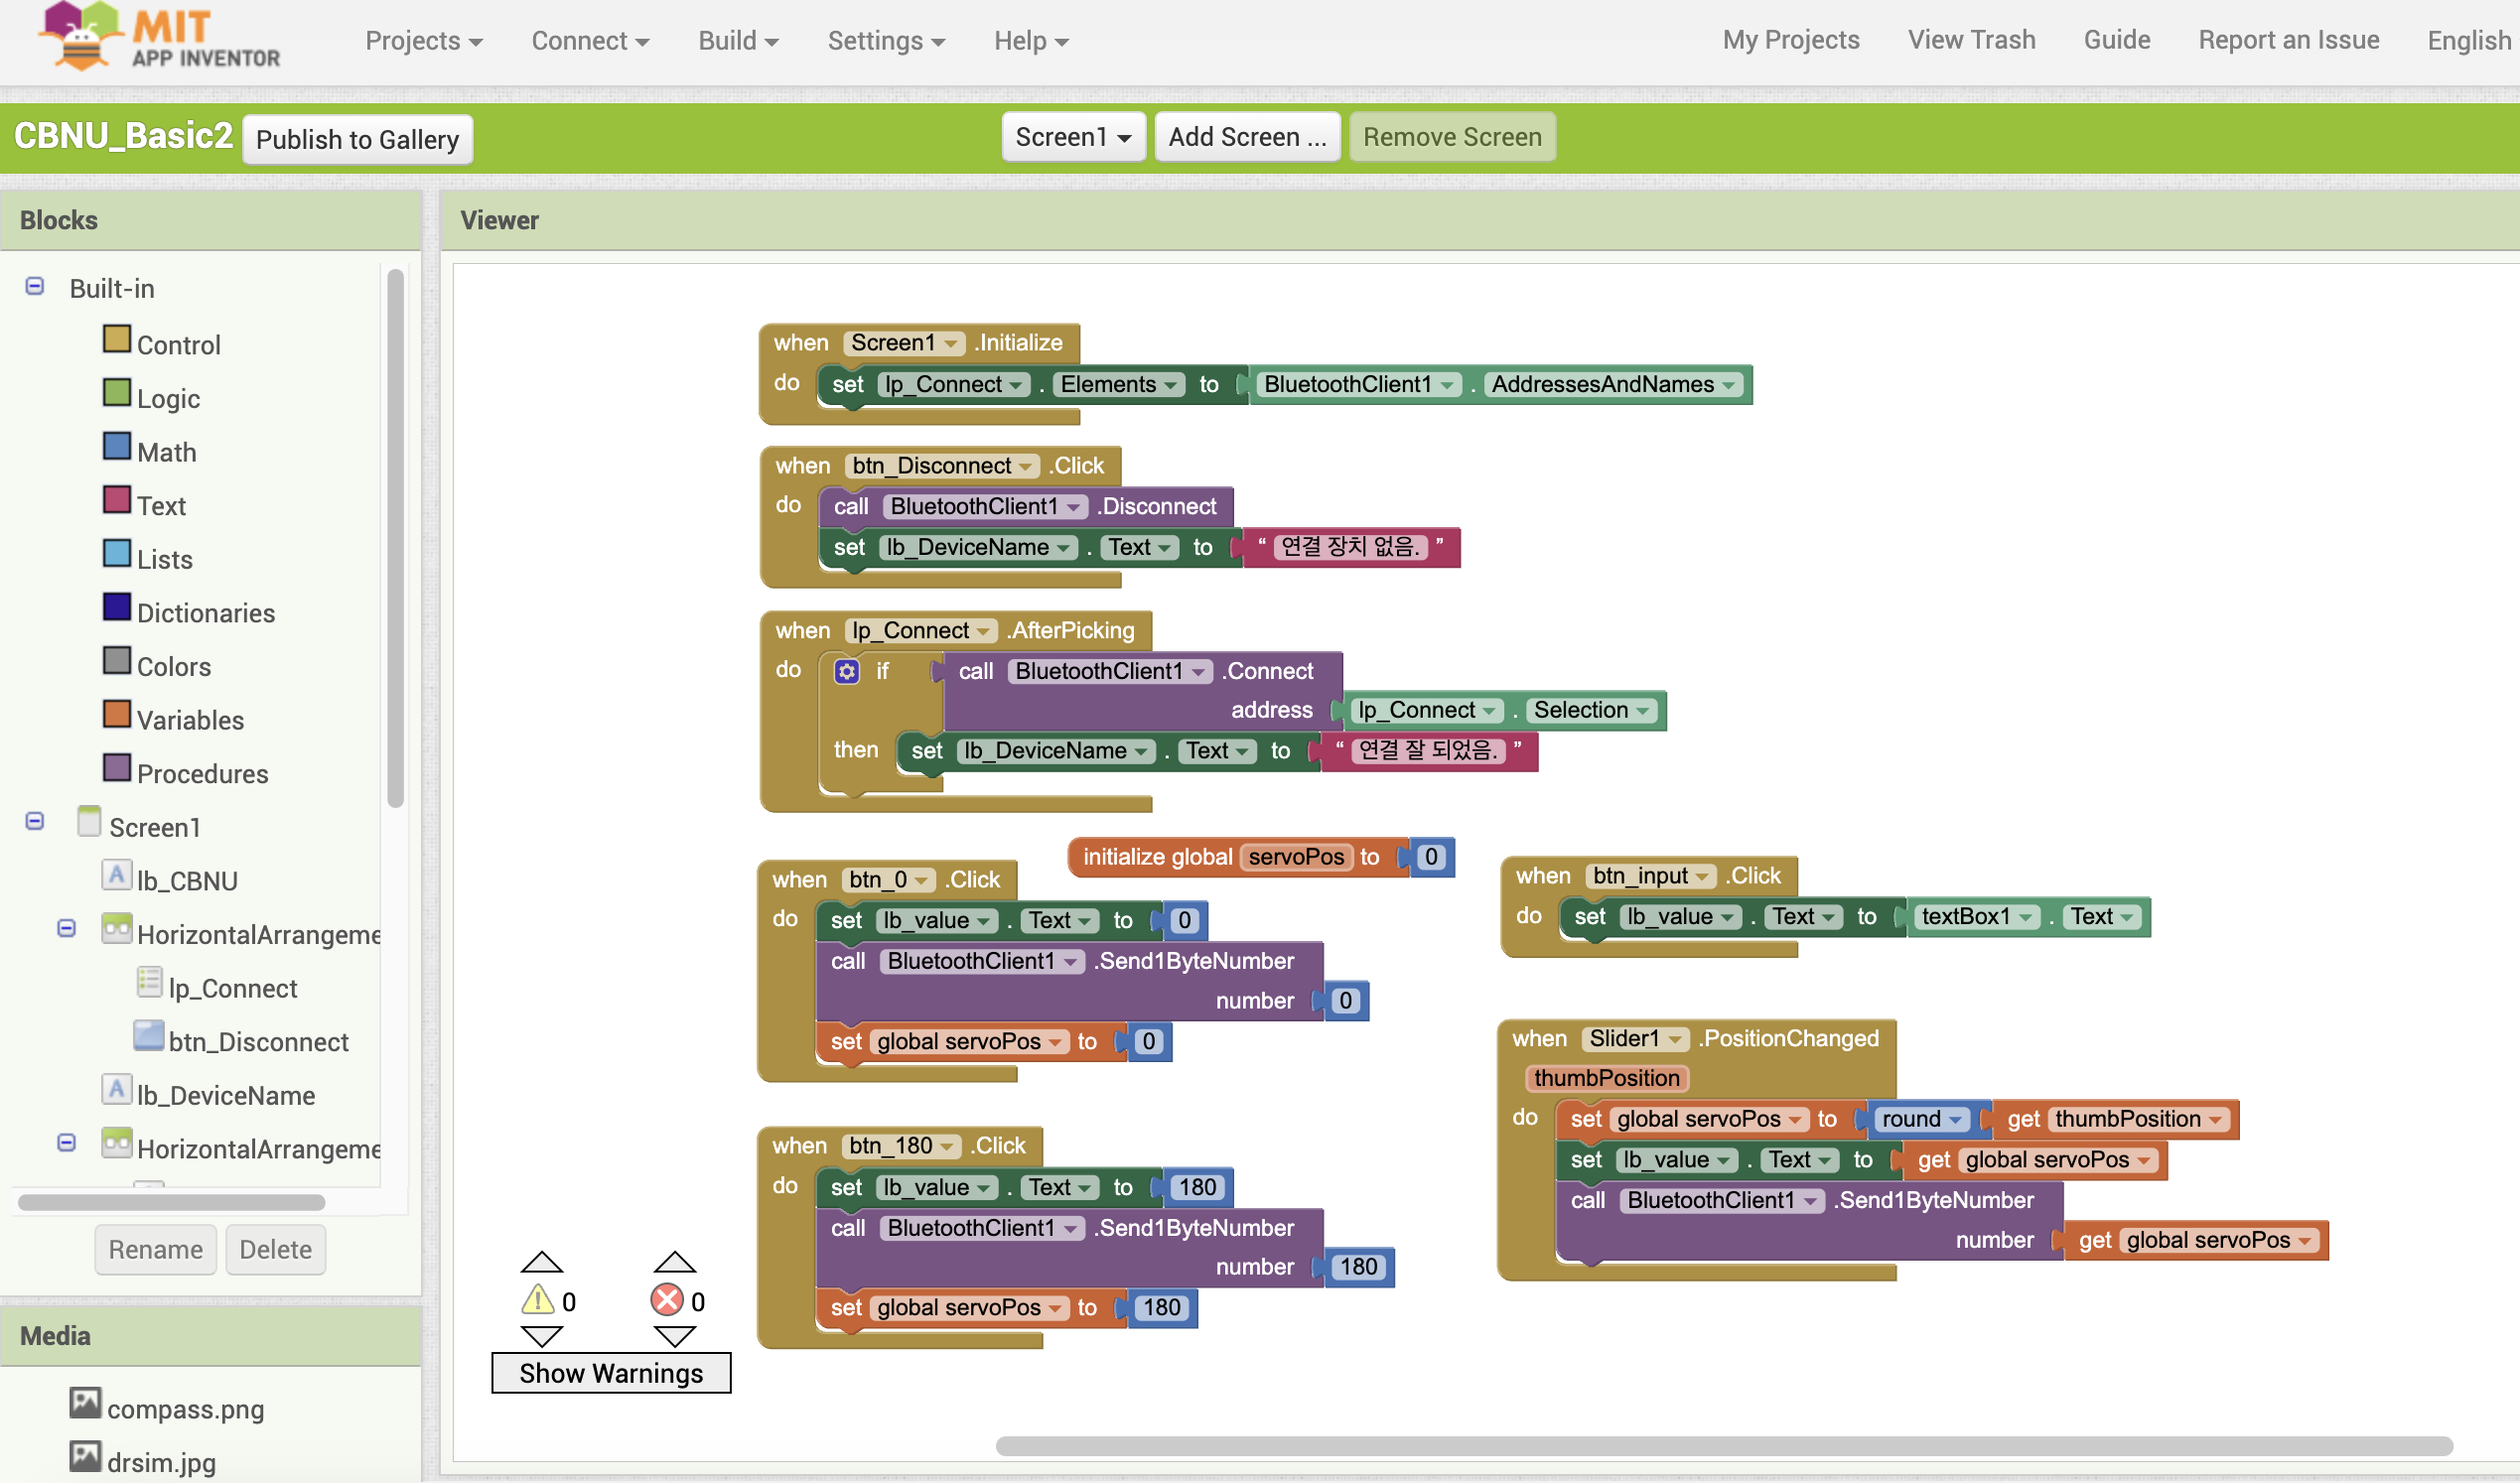 MIT
APP INVENTOR
Projects
Connect
Build
Settings
Help
My Projects
View Trash
Guide
Report an Issue
English
CBNU_Basic2
Publish to Gallery
Screen1
Add Screen ...
Remove Screen
Blocks
Built-in
Control
Logic
Math
Text
Lists
Dictionaries
Colors
Variables
Procedures
Screen1
lb_CBNU
HorizontalArrangeme
lp_Connect
btn_Disconnect
lb_DeviceName
HorizontalArrangeme
Rename
Delete
Media
compass.png
drsim.jpg
Viewer
when Screen1 .Initialize
do set lp_Connect . Elements to BluetoothClient1 . AddressesAndNames
when btn_Disconnect .Click
do call BluetoothClient1 .Disconnect
set lb_DeviceName . Text to “ 연결 장치 없음. ”
when lp_Connect .AfterPicking
do if call BluetoothClient1 .Connect
address lp_Connect . Selection
then set lb_DeviceName . Text to “ 연결 잘 되었음. ”
initialize global servoPos to 0
when btn_0 .Click
do set lb_value . Text to 0
call BluetoothClient1 .Send1ByteNumber
number 0
set global servoPos to 0
when btn_180 .Click
do set lb_value . Text to 180
call BluetoothClient1 .Send1ByteNumber
number 180
set global servoPos to 180
when btn_input .Click
do set lb_value . Text to textBox1 . Text
when Slider1 .PositionChanged
thumbPosition
do set global servoPos to round get thumbPosition
set lb_value . Text to get global servoPos
call BluetoothClient1 .Send1ByteNumber
number get global servoPos
0
0
Show Warnings